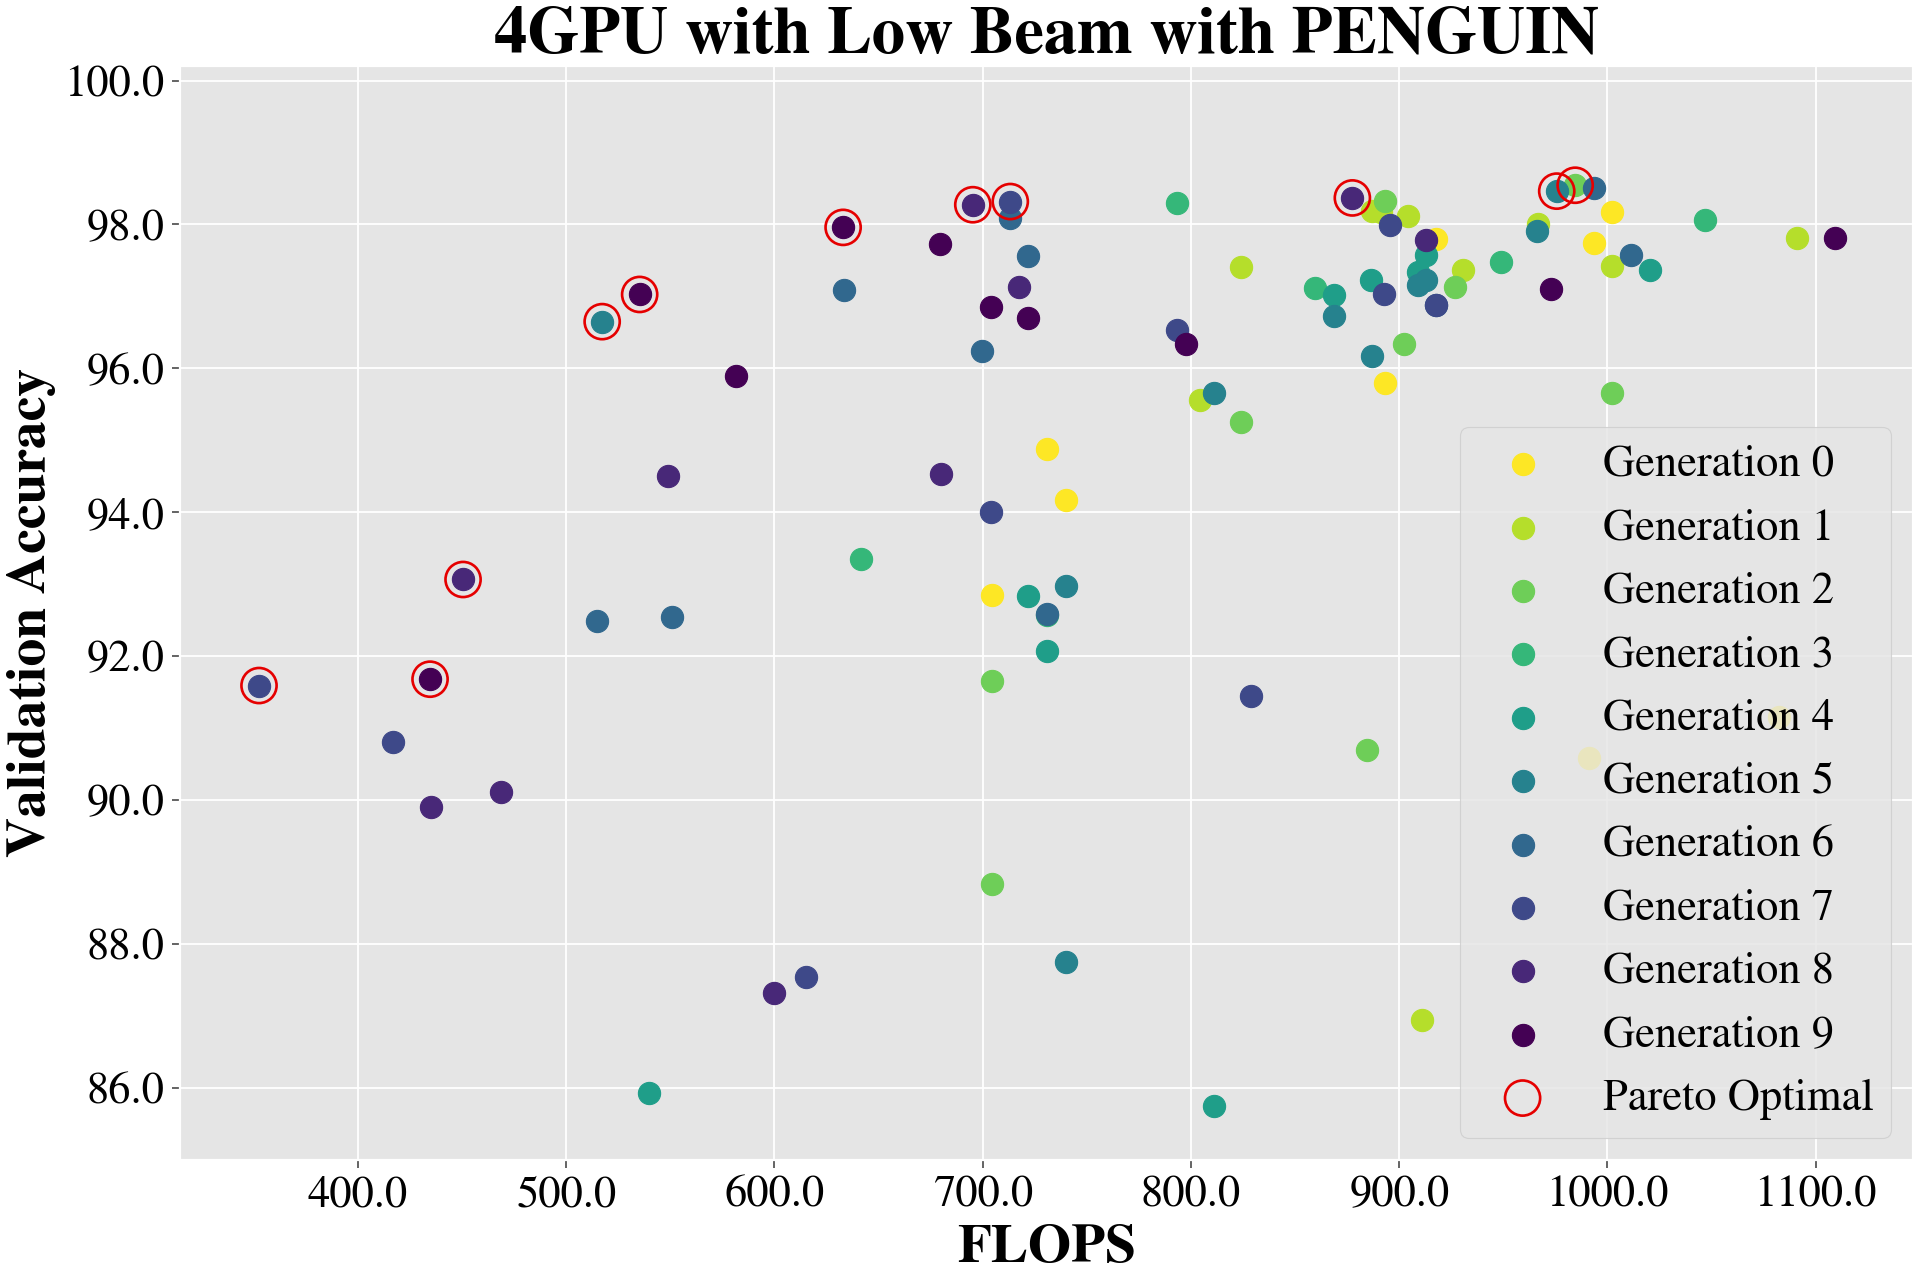 4GPU with Low Beam with PENGUIN
100.0
98.0
96.0
94.0
92.0
90.0
88.0
86.0
Validation Accuracy
Generation 0
Generation 1
Generation 2
Generation 3
Generation 4
Generation 5
Generation 6
Generation 7
Generation 8
Generation 9
Pareto Optimal
400.0 500.0 600.0 700.0 800.0 900.0 1000.0 1100.0
FLOPS